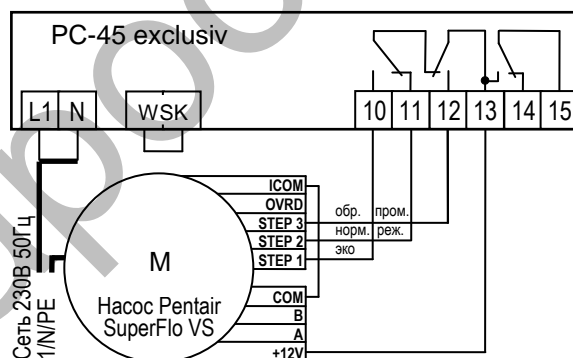 PC-45 exclusiv
L1 N WSK 10 11 12 13 14 15
ICOM
OVRD
STEP 3
STEP 2
STEP 1
обр. пром.
норм. реж.
эко
M
Насос Pentair
SuperFlo VS
COM
B
A
+12V
Сеть 230В 50Гц
1/N/PE